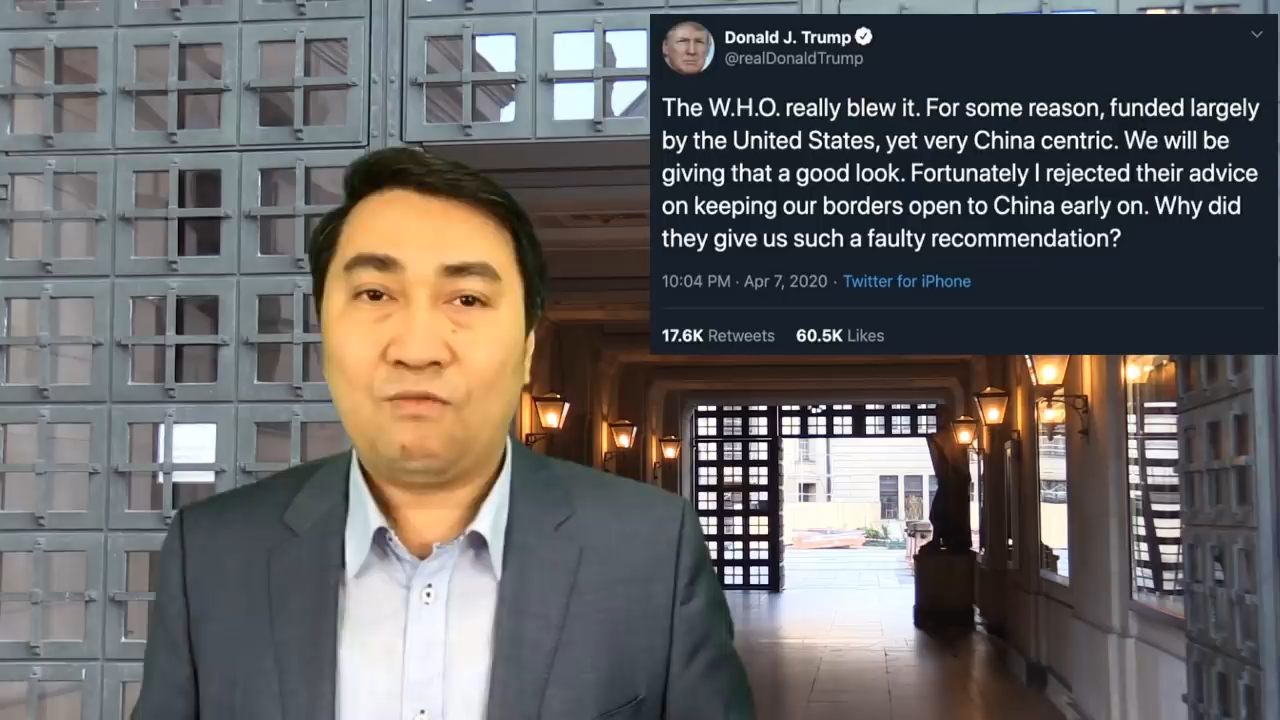 Donald J. Trump
@realDonaldTrump
The W.H.O. really blew it. For some reason, funded largely
by the United States, yet very China centric. We will be
giving that a good look. Fortunately I rejected their advice
on keeping our borders open to China early on. Why did
they give us such a faulty recommendation?
10:04 PM · Apr 7, 2020 · Twitter for iPhone
17.6K Retweets 60.5K Likes